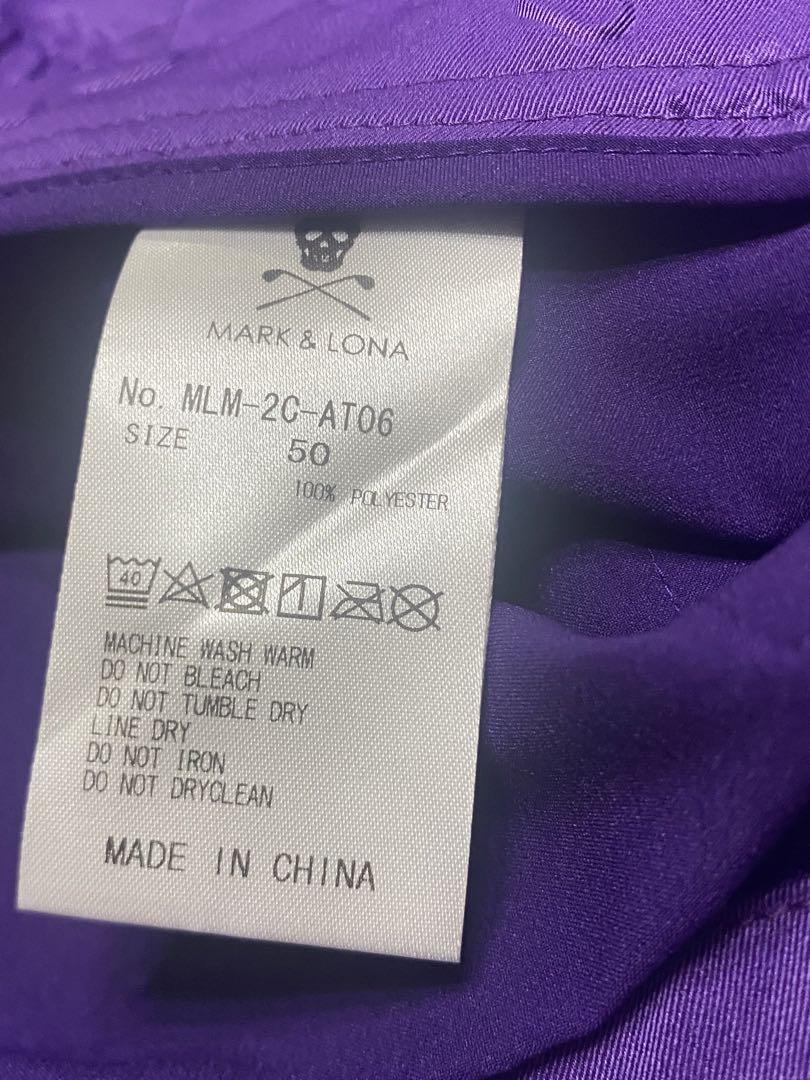 MARK & LONA
No. MLM-2C-AT06
SIZE 50
100% POLYESTER
40
MACHINE WASH WARM
DO NOT BLEACH
DO NOT TUMBLE DRY
LINE DRY
DO NOT IRON
DO NOT DRYCLEAN
MADE IN CHINA